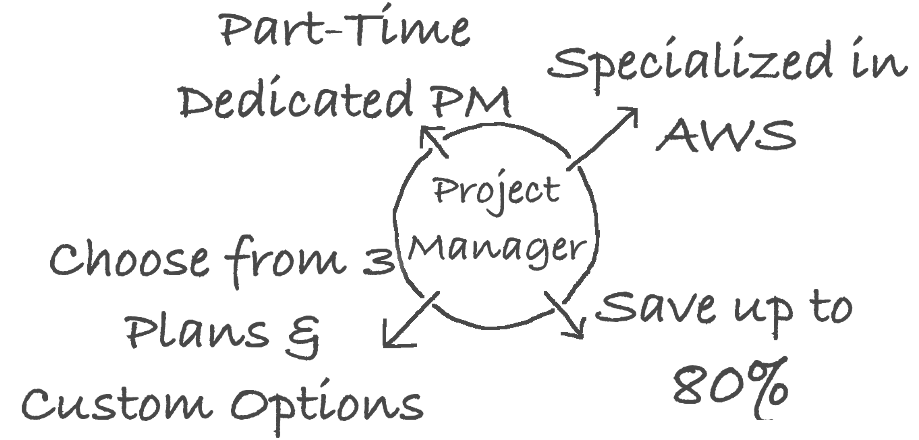 Part-Time
Dedicated PM
Specialized in
AWS
Project
Manager
Choose from 3
Plans &
Custom Options
Save up to
80%